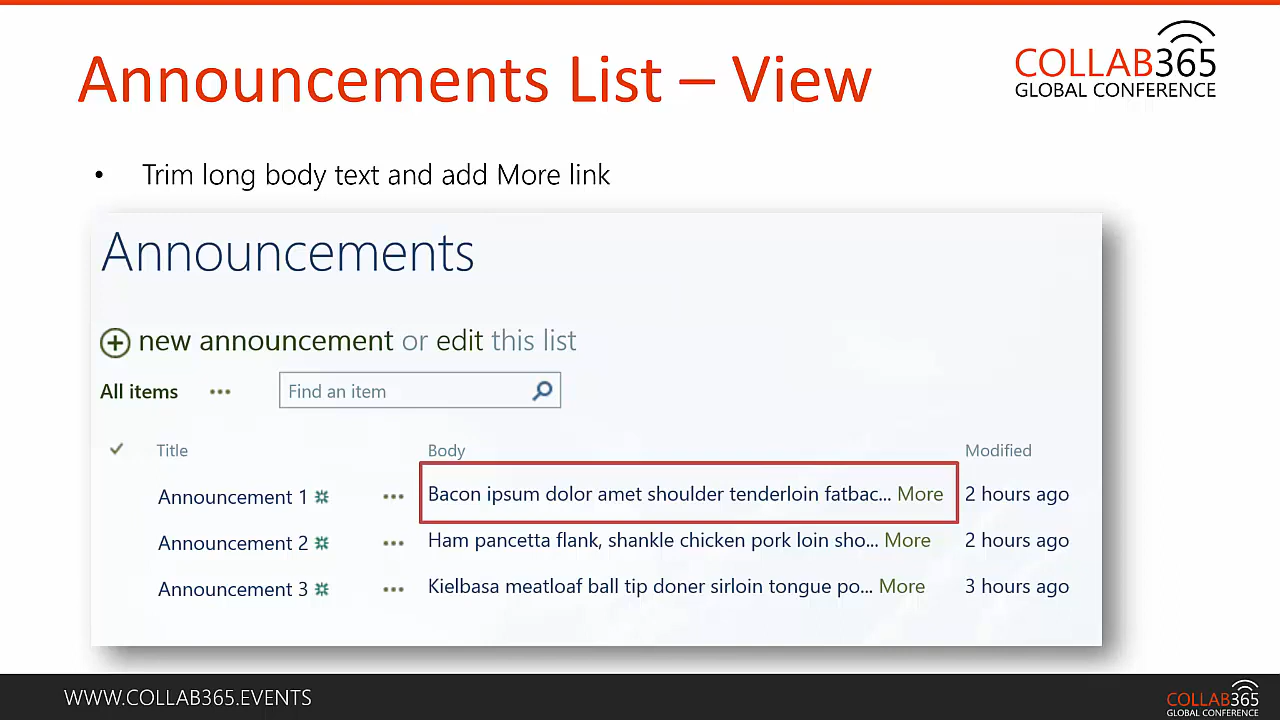 Announcements List – View
COLLAB365
GLOBAL CONFERENCE
• Trim long body text and add More link
Announcements
new announcement or edit this list
All items ••• Find an item
Title Body Modified
Announcement 1 ••• Bacon ipsum dolor amet shoulder tenderloin fatbac... More 2 hours ago
Announcement 2 ••• Ham pancetta flank, shankle chicken pork loin sho... More 2 hours ago
Announcement 3 ••• Kielbasa meatloaf ball tip doner sirloin tongue po... More 3 hours ago
WWW.COLLAB365.EVENTS
COLLAB365
GLOBAL CONFERENCE